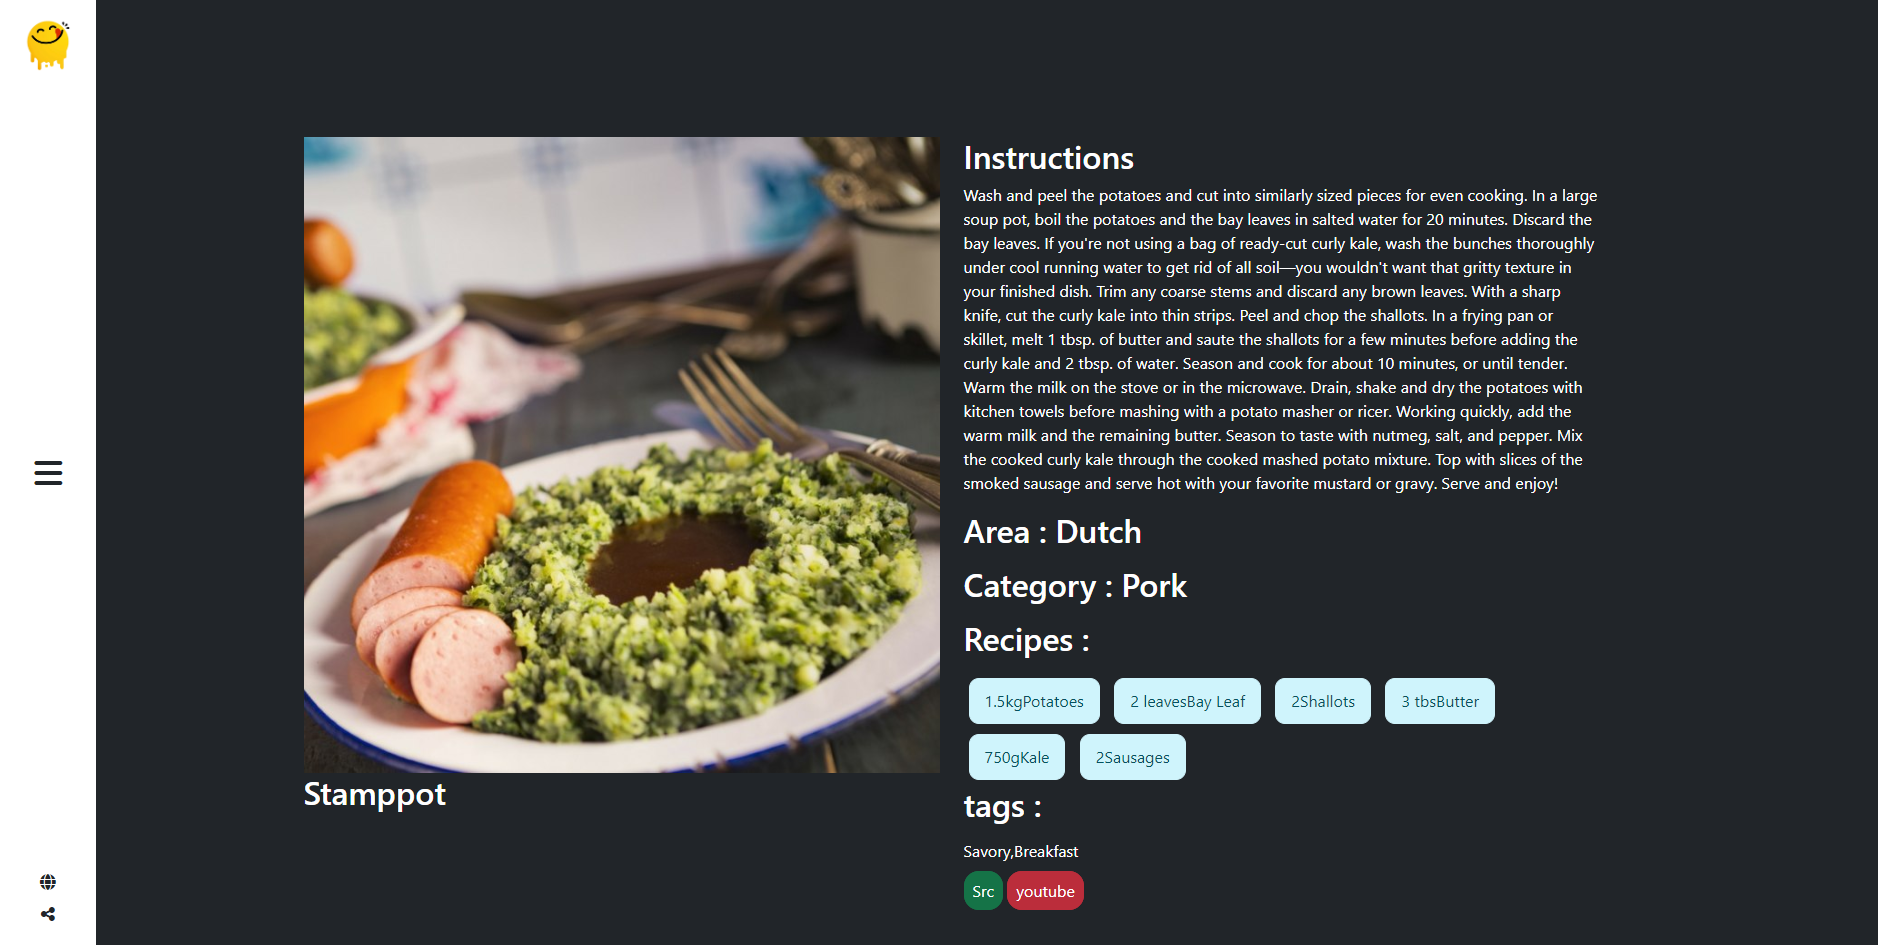 Instructions
Wash and peel the potatoes and cut into similarly sized pieces for even cooking. In a large
soup pot, boil the potatoes and the bay leaves in salted water for 20 minutes. Discard the
bay leaves. If you're not using a bag of ready-cut curly kale, wash the bunches thoroughly
under cool running water to get rid of all soil—you wouldn't want that gritty texture in
your finished dish. Trim any coarse stems and discard any brown leaves. With a sharp
knife, cut the curly kale into thin strips. Peel and chop the shallots. In a frying pan or
skillet, melt 1 tbsp. of butter and saute the shallots for a few minutes before adding the
curly kale and 2 tbsp. of water. Season and cook for about 10 minutes, or until tender.
Warm the milk on the stove or in the microwave. Drain, shake and dry the potatoes with
kitchen towels before mashing with a potato masher or ricer. Working quickly, add the
warm milk and the remaining butter. Season to taste with nutmeg, salt, and pepper. Mix
the cooked curly kale through the cooked mashed potato mixture. Top with slices of the
smoked sausage and serve hot with your favorite mustard or gravy. Serve and enjoy!
Area : Dutch
Category : Pork
Recipes :
1.5kgPotatoes 2 leavesBay Leaf 2Shallots 3 tbsButter
750gKale 2Sausages
Stamppot
tags :
Savory,Breakfast
Src youtube